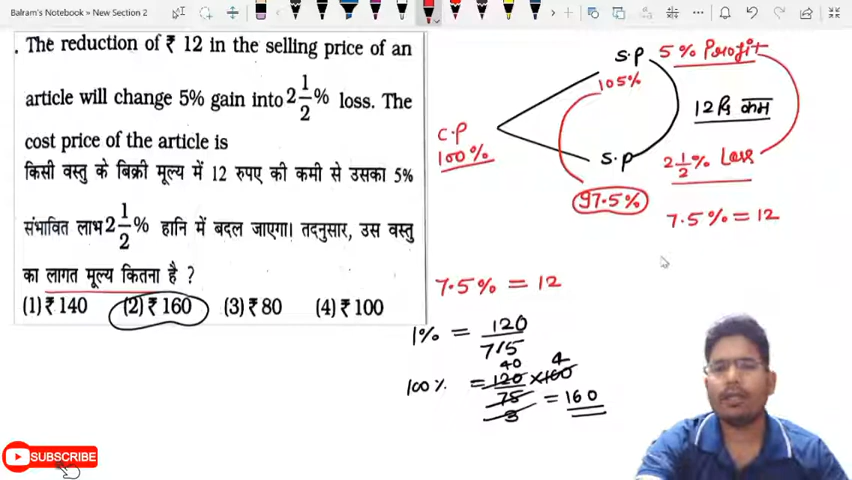 Balram's Notebook » New Section 2
. The reduction of ₹ 12 in the selling price of an
article will change 5% gain into 2 1/2 % loss. The
cost price of the article is
किसी वस्तु के बिक्री मूल्य में 12 रुपए की कमी से उसका 5%
संभावित लाभ 2 1/2 % हानि में बदल जाएगा। तदनुसार, उस वस्तु
का लागत मूल्य कितना है ?
(1) ₹ 140 (2) ₹ 160 (3) ₹ 80 (4) ₹ 100
S.P 5% Profit
105%
12 रु कम
C.P
100%
S.P 2 1/2 % Loss
97.5%
7.5% = 12
7.5% = 12
1% = 120/75
100% = 120/75 × 100
40 4
3
= 160
SUBSCRIBE